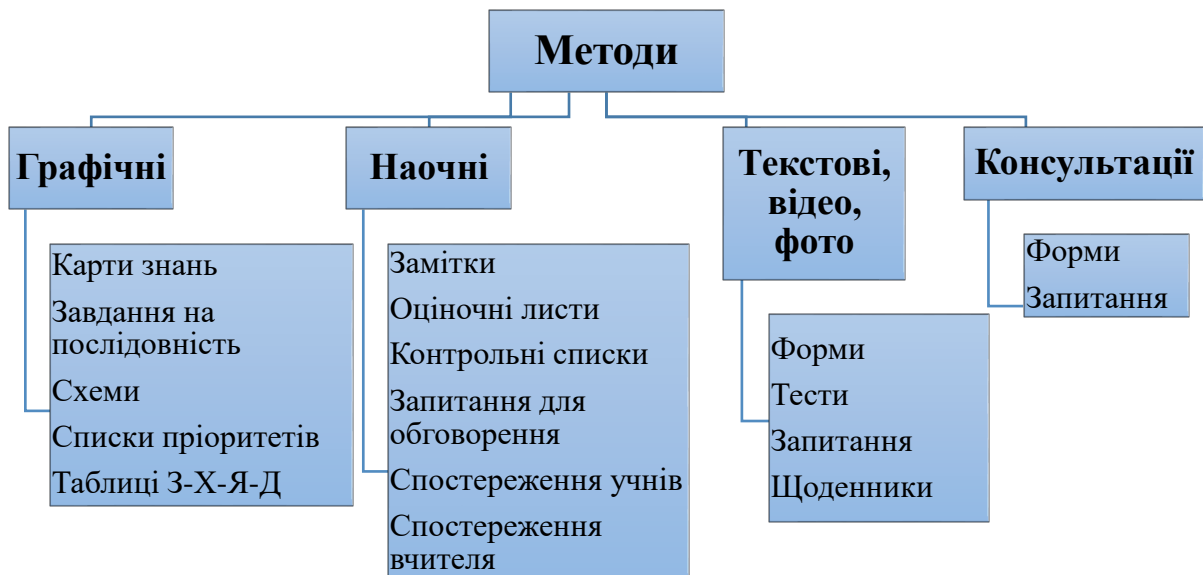 Методи
Графічні
Карти знань
Завдання на
послідовність
Схеми
Списки пріоритетів
Таблиці З-Х-Я-Д
Наочні
Замітки
Оціночні листи
Контрольні списки
Запитання для
обговорення
Спостереження учнів
Спостереження
вчителя
Текстові,
відео,
фото
Форми
Тести
Запитання
Щоденники
Консультації
Форми
Запитання